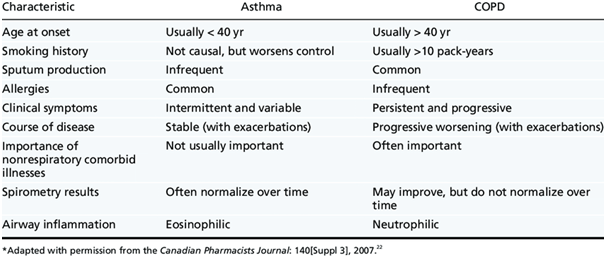 Characteristic Asthma COPD
Age at onset Usually < 40 yr Usually > 40 yr
Smoking history Not causal, but worsens control Usually >10 pack-years
Sputum production Infrequent Common
Allergies Common Infrequent
Clinical symptoms Intermittent and variable Persistent and progressive
Course of disease Stable (with exacerbations) Progressive worsening (with exacerbations)
Importance of Not usually important Often important
nonrespiratory comorbid
illnesses
Spirometry results Often normalize over time May improve, but do not normalize over
time
Airway inflammation Eosinophilic Neutrophilic
*Adapted with permission from the Canadian Pharmacists Journal: 140[Suppl 3], 2007.22